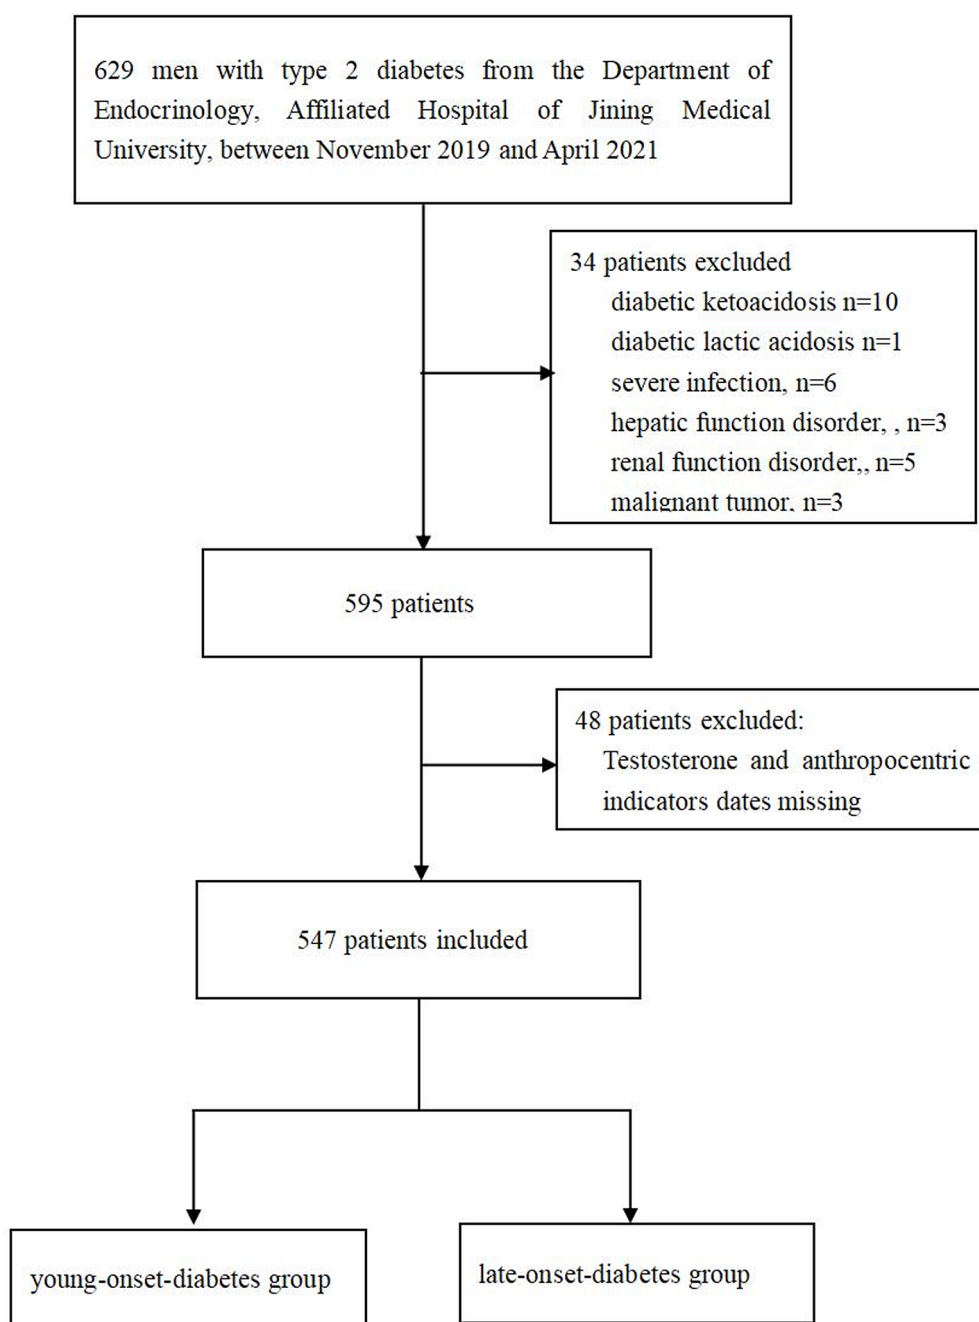 629 men with type 2 diabetes from the Department of
Endocrinology, Affiliated Hospital of Jining Medical
University, between November 2019 and April 2021
34 patients excluded
diabetic ketoacidosis n=10
diabetic lactic acidosis n=1
severe infection, n=6
hepatic function disorder, , n=3
renal function disorder,, n=5
malignant tumor, n=3
595 patients
48 patients excluded:
Testosterone and anthropocentric
indicators dates missing
547 patients included
young-onset-diabetes group
late-onset-diabetes group